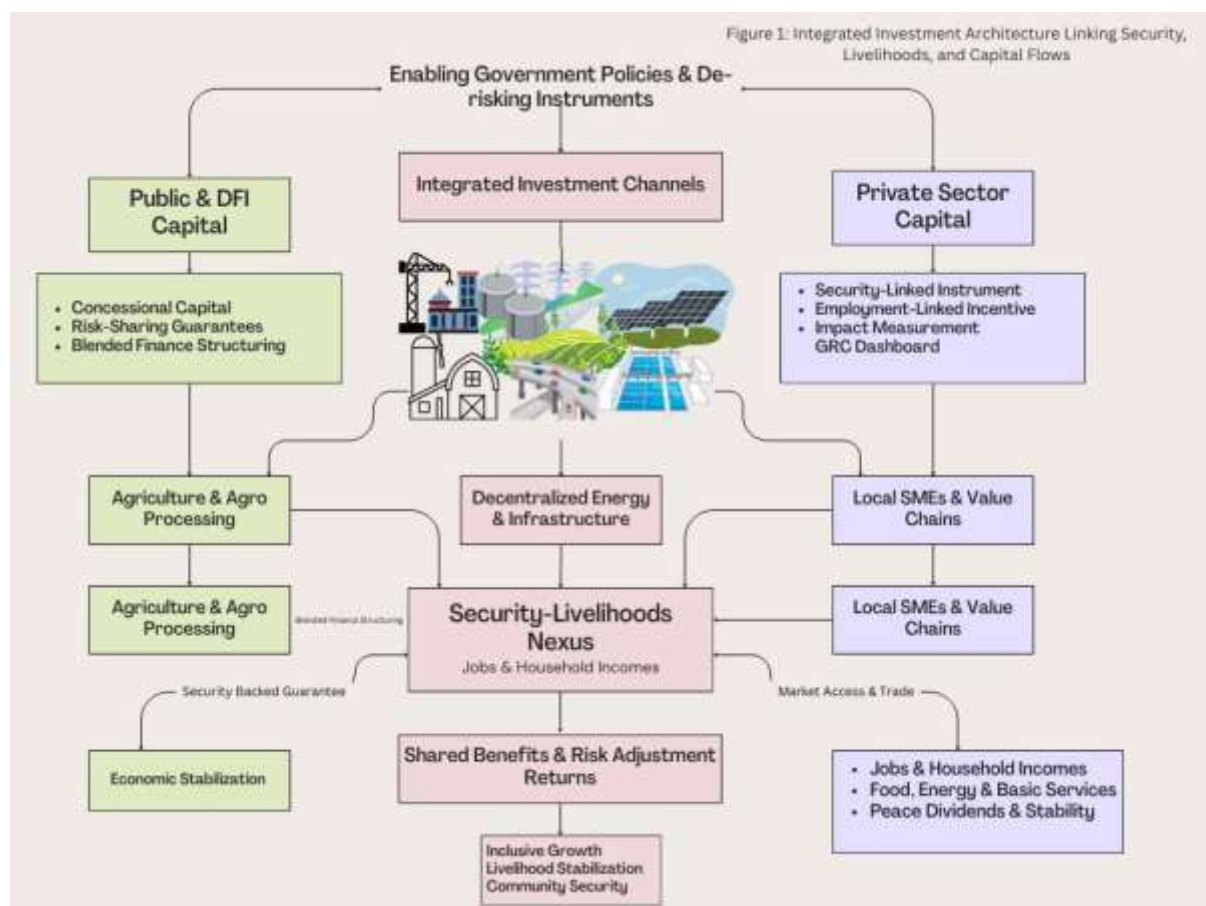 Figure 1: Integrated Investment Architecture Linking Security,
Livelihoods, and Capital Flows
Enabling Government Policies & De-
risking Instruments
Public & DFI
Capital
Integrated Investment Channels
Private Sector
Capital
• Concessional Capital
• Risk-Sharing Guarantees
• Blended Finance Structuring
• Security-Linked Instrument
• Employment-Linked Incentive
• Impact Measurement
GRC Dashboard
Agriculture & Agro
Processing
Decentralized Energy
& Infrastructure
Local SMEs & Value
Chains
Agriculture & Agro
Processing
Blended Finance Structuring
Security-Livelihoods
Nexus
Jobs & Household Incomes
Local SMEs & Value
Chains
Security Backed Guarantee
Market Access & Trade
Economic Stabilization
Shared Benefits & Risk Adjustment
Returns
• Jobs & Household Incomes
• Food, Energy & Basic Services
• Peace Dividends & Stability
Inclusive Growth
Livelihood Stabilization
Community Security